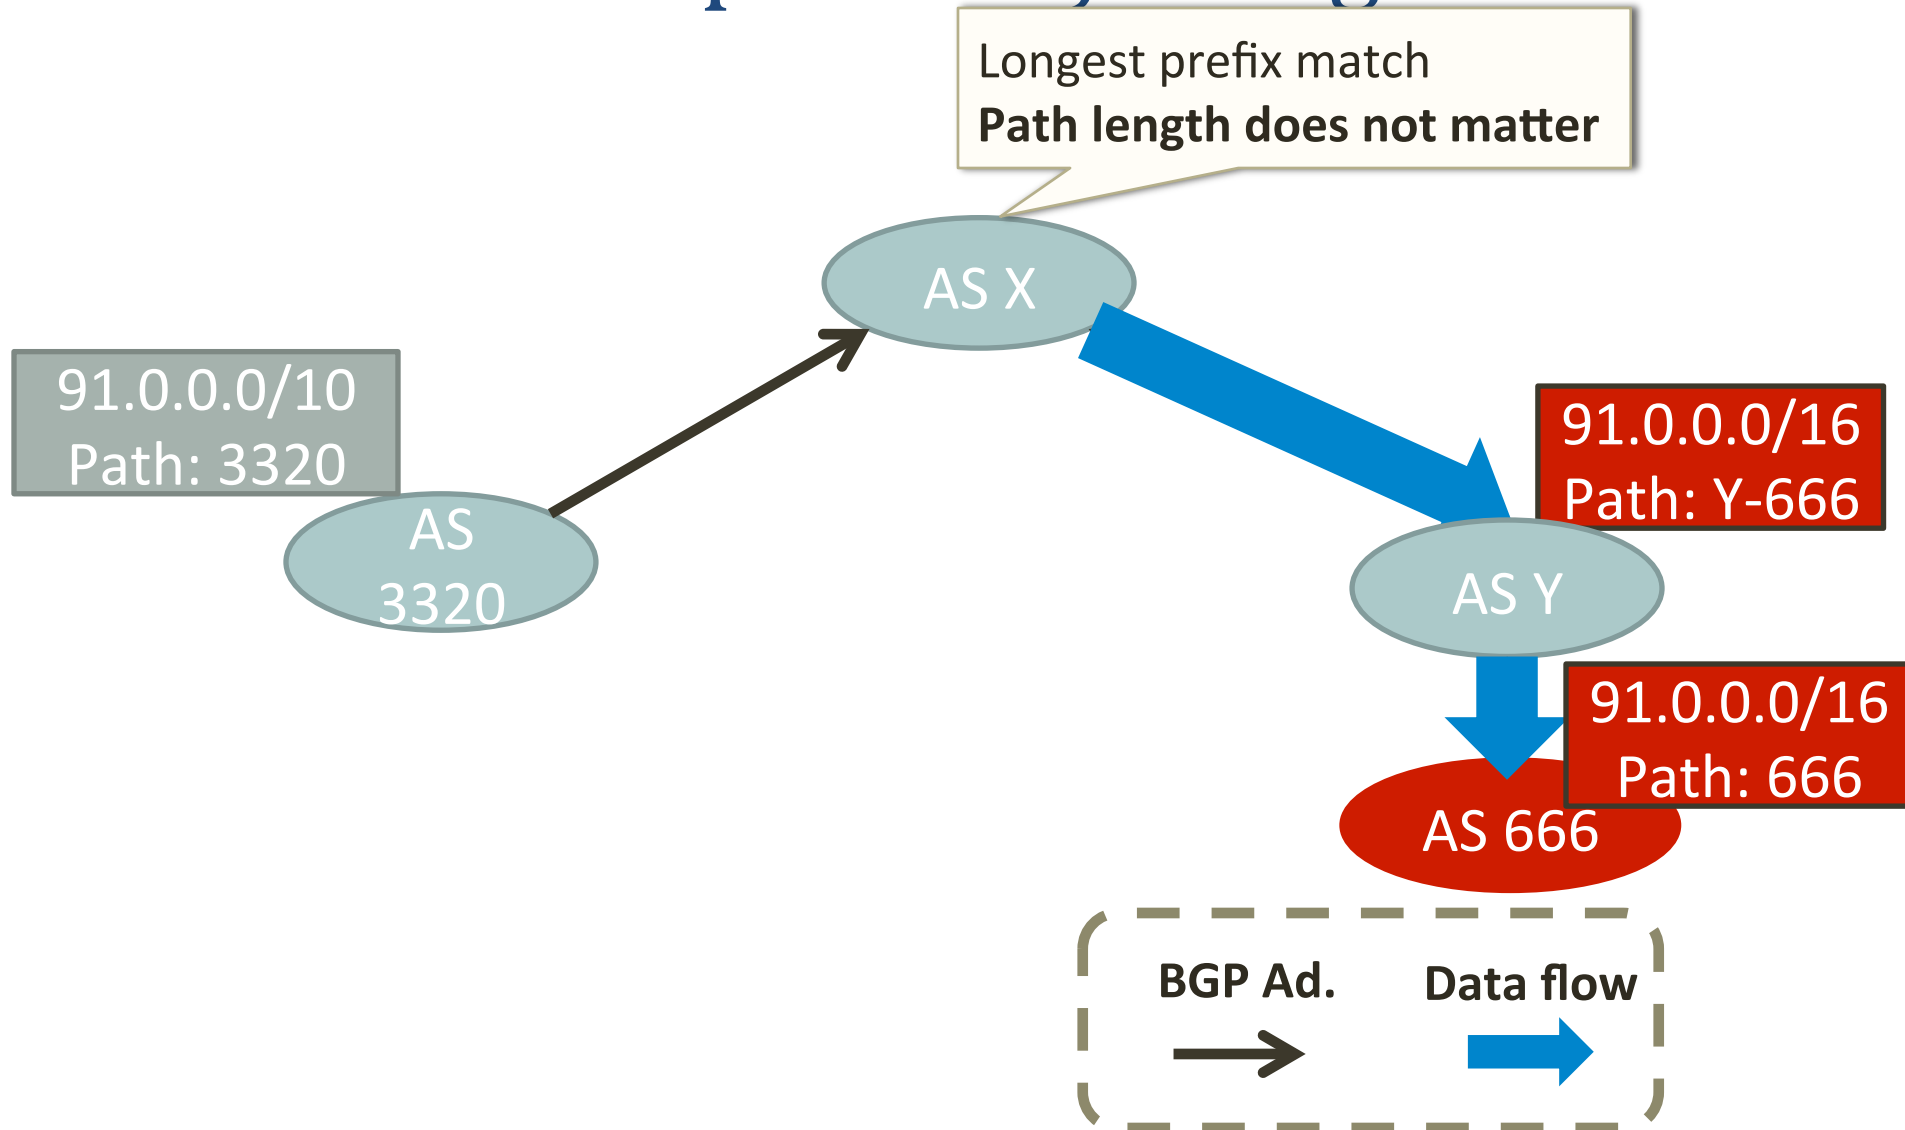 Longest prefix match
Path length does not matter
AS X
91.0.0.0/10
Path: 3320
AS
3320
91.0.0.0/16
Path: Y-666
AS Y
91.0.0.0/16
Path: 666
AS 666
BGP Ad.
Data flow